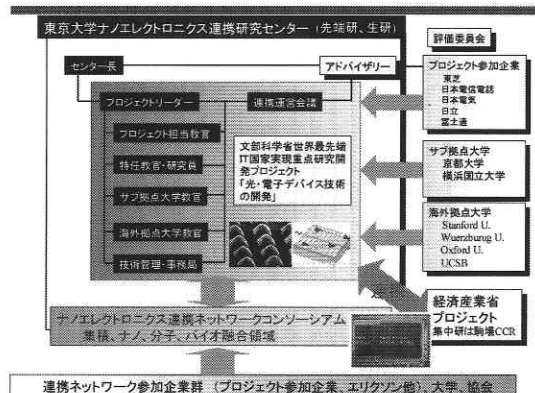 東京大学ナノエレクトロニクス連携研究センター (先端研、生研)
評価委員会
センター長
アドバイザリー
プロジェクト参加企業
東芝
日本電信電話
日本電気
日立
富士通
プロジェクトリーダー
連携運営会議
プロジェクト担当教官
特任教官・研究員
サブ拠点大学教官
海外拠点大学教官
技術管理・事務局
文部科学省世界最先端
IT国家実現重点研究開
発プロジェクト
「光・電子デバイス技術
の開発」
サブ拠点大学
京都大学
横浜国立大学
海外拠点大学
Stanford U.
Wuerzburug U.
Oxford U.
UCSB
経済産業省
プロジェクト
集中研は駒場CCR
ナノエレクトロニクス連携ネットワークコンソーシアム
集積、ナノ、分子、バイオ融合領域
連携ネットワーク参加企業群 (プロジェクト参加企業、エリクソン他)、大学、協会